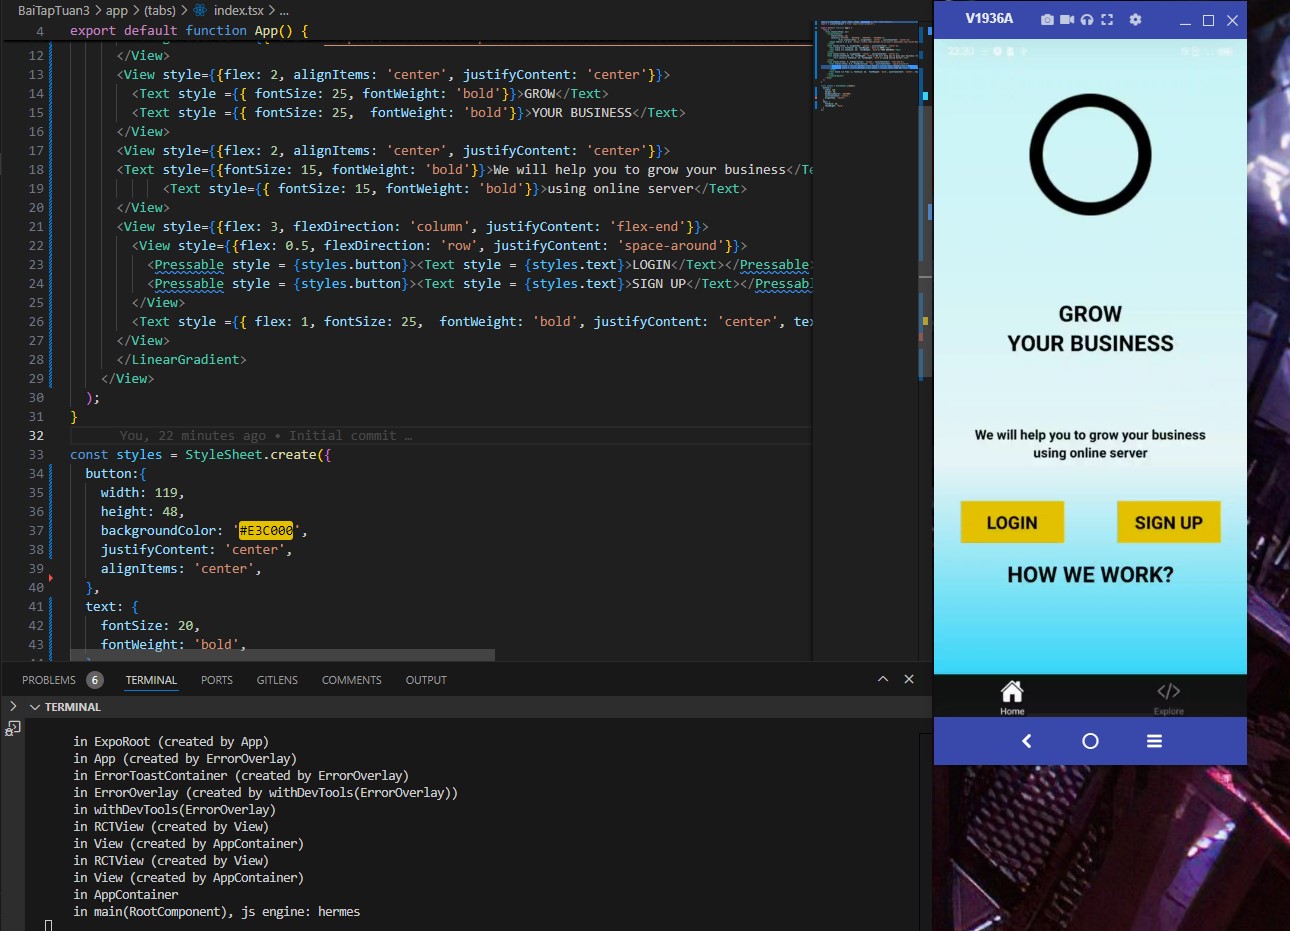 BaiTapTuan3 > app > (tabs) > index.tsx > ...
4 export default function App() {
12 </View>
13 <View style={{flex: 2, alignItems: 'center', justifyContent: 'center'}}>
14 <Text style ={{ fontSize: 25, fontWeight: 'bold'}}>GROW</Text>
15 <Text style ={{ fontSize: 25,  fontWeight: 'bold'}}>YOUR BUSINESS</Text>
16 </View>
17 <View style={{flex: 2, alignItems: 'center', justifyContent: 'center'}}>
18 <Text style={{fontSize: 15, fontWeight: 'bold'}}>We will help you to grow your business</Te
19 <Text style={{ fontSize: 15, fontWeight: 'bold'}}>using online server</Text>
20 </View>
21 <View style={{flex: 3, flexDirection: 'column', justifyContent: 'flex-end'}}>
22 <View style={{flex: 0.5, flexDirection: 'row', justifyContent: 'space-around'}}>
23 <Pressable style = {styles.button}><Text style = {styles.text}>LOGIN</Text></Pressable>
24 <Pressable style = {styles.button}><Text style = {styles.text}>SIGN UP</Text></Pressabl
25 </View>
26 <Text style ={{ flex: 1, fontSize: 25,  fontWeight: 'bold', justifyContent: 'center', tex
27 </View>
28 </LinearGradient>
29 </View>
30 );
31 }
32 You, 22 minutes ago • Initial commit …
33 const styles = StyleSheet.create({
34 button:{
35 width: 119,
36 height: 48,
37 backgroundColor: '#E3C000',
38 justifyContent: 'center',
39 alignItems: 'center',
40 },
41 text: {
42 fontSize: 20,
43 fontWeight: 'bold',
PROBLEMS 6 TERMINAL PORTS GITLENS COMMENTS OUTPUT
TERMINAL
in ExpoRoot (created by App)
in App (created by ErrorOverlay)
in ErrorToastContainer (created by ErrorOverlay)
in ErrorOverlay (created by withDevTools(ErrorOverlay))
in withDevTools(ErrorOverlay)
in RCTView (created by View)
in View (created by AppContainer)
in RCTView (created by View)
in View (created by AppContainer)
in AppContainer
in main(RootComponent), js engine: hermes
V1936A
GROW
YOUR BUSINESS
We will help you to grow your business
using online server
LOGIN SIGN UP
HOW WE WORK?
Home Explore